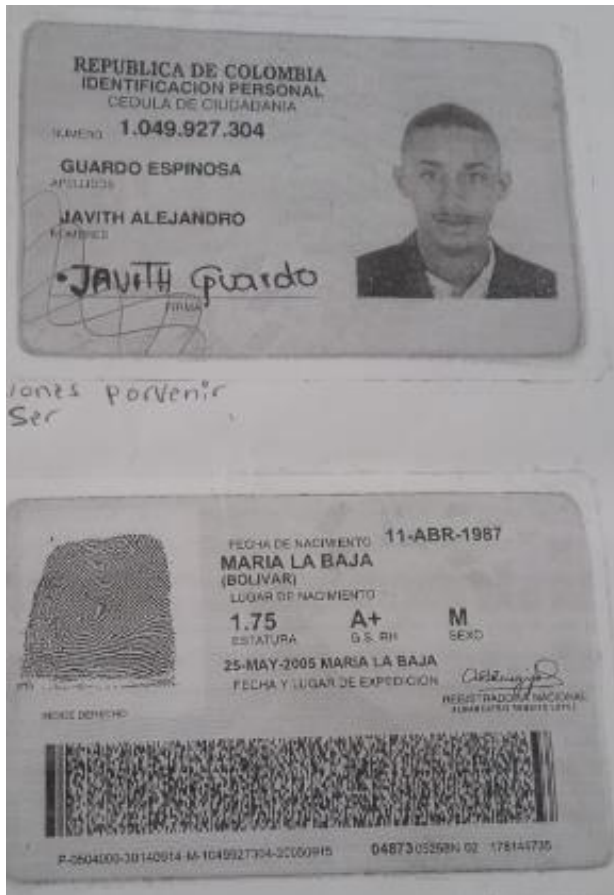 REPUBLICA DE COLOMBIA
IDENTIFICACION PERSONAL
CEDULA DE CIUDADANIA
NUMERO 1.049.927.304
GUARDO ESPINOSA
APELLIDOS
JAVITH ALEJANDRO
NOMBRES
JAVITH Guardo
FIRMA
iones Porvenir
Ser
FECHA DE NACIMIENTO 11-ABR-1987
MARIA LA BAJA
(BOLIVAR)
LUGAR DE NACIMIENTO
1.75 A+ M
ESTATURA G.S. RH SEXO
25-MAY-2005 MARIA LA BAJA
FECHA Y LUGAR DE EXPEDICION
REGISTRADORA NACIONAL
INDICE DERECHO